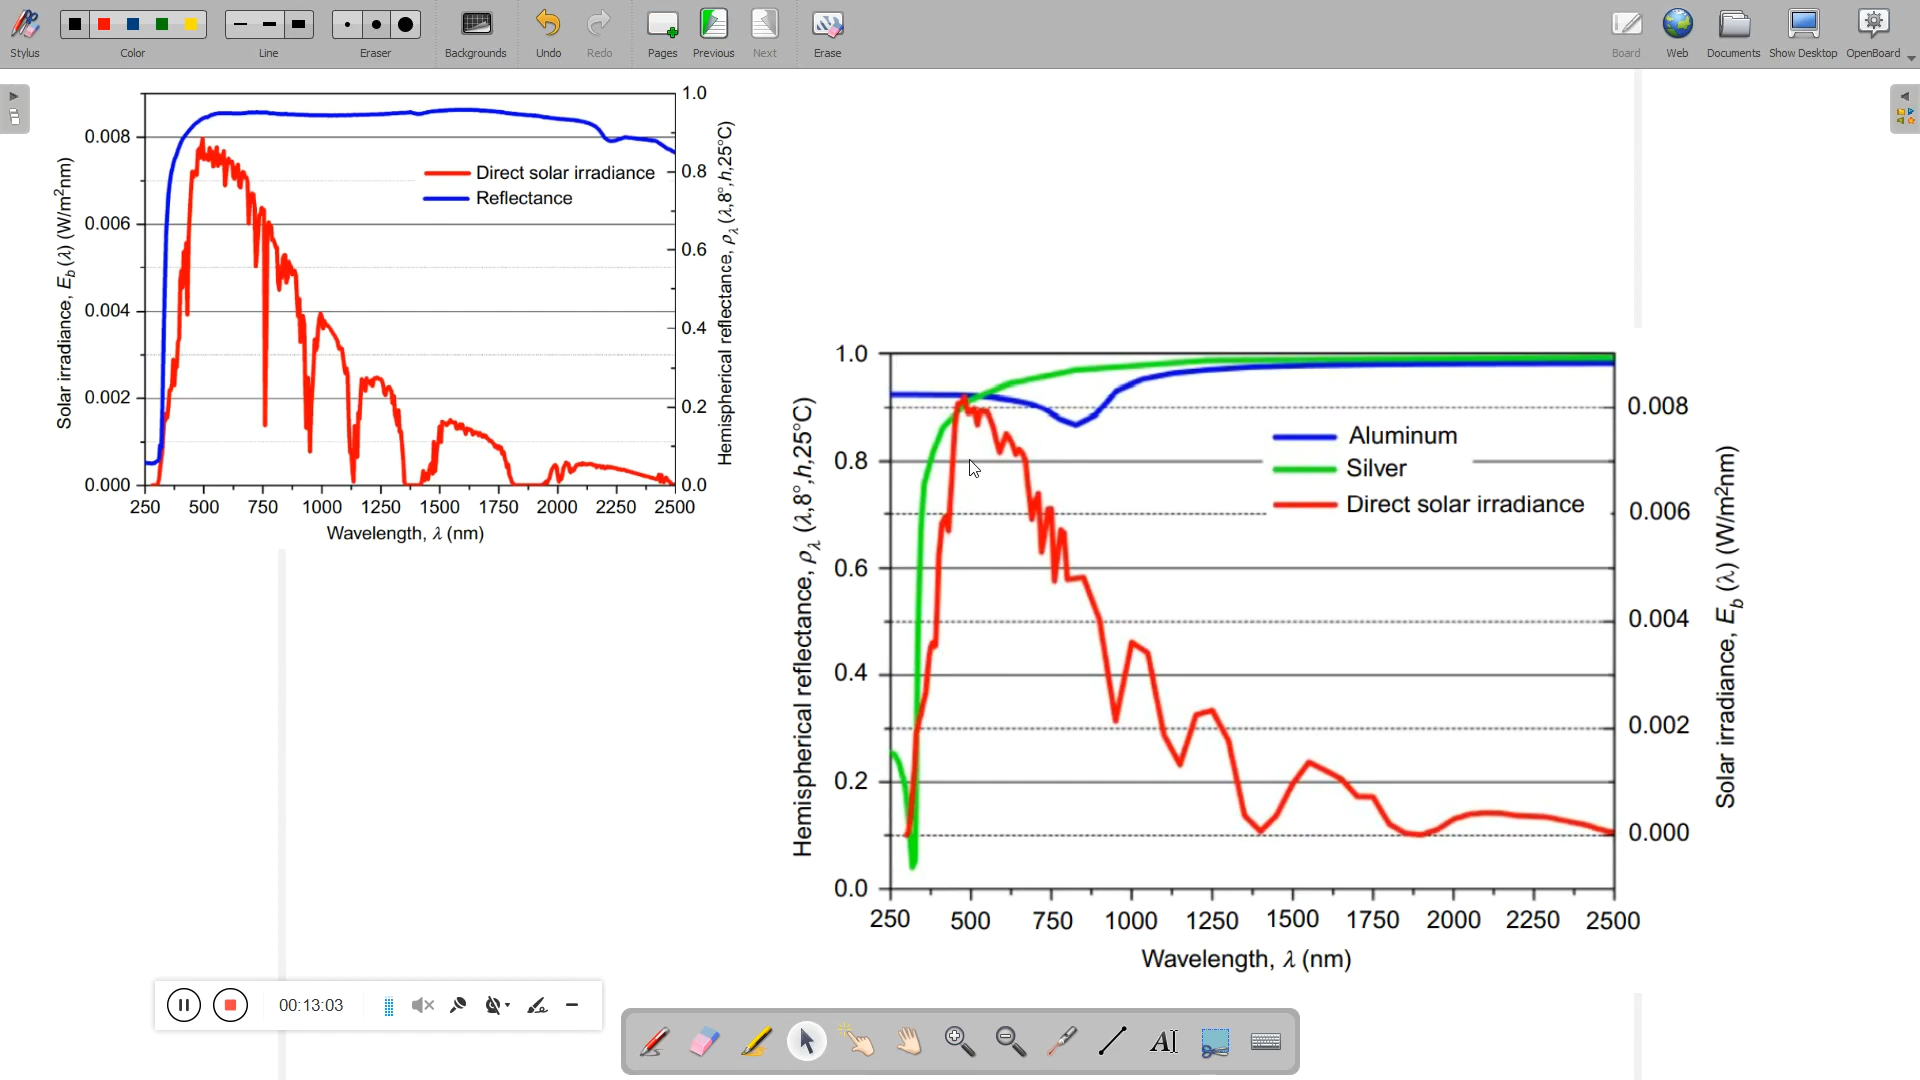 Stylus
Color
Line
Eraser
Backgrounds
Undo
Redo
Pages
Previous
Next
Erase
Board
Web
Documents
Show Desktop
OpenBoard
Solar irradiance, E_b (λ) (W/m²nm)
0.008
0.006
0.004
0.002
0.000
Direct solar irradiance
Reflectance
1.0
0.8
0.6
0.4
0.2
0.0
Hemispherical reflectance, ρ_λ (λ,8°,h,25°C)
250 500 750 1000 1250 1500 1750 2000 2250 2500
Wavelength, λ (nm)
Hemispherical reflectance, ρ_λ (λ,8°,h,25°C)
1.0
0.8
0.6
0.4
0.2
0.0
Aluminum
Silver
Direct solar irradiance
0.008
0.006
0.004
0.002
0.000
Solar irradiance, E_b (λ) (W/m²nm)
250 500 750 1000 1250 1500 1750 2000 2250 2500
Wavelength, λ (nm)
00:13:03
AI